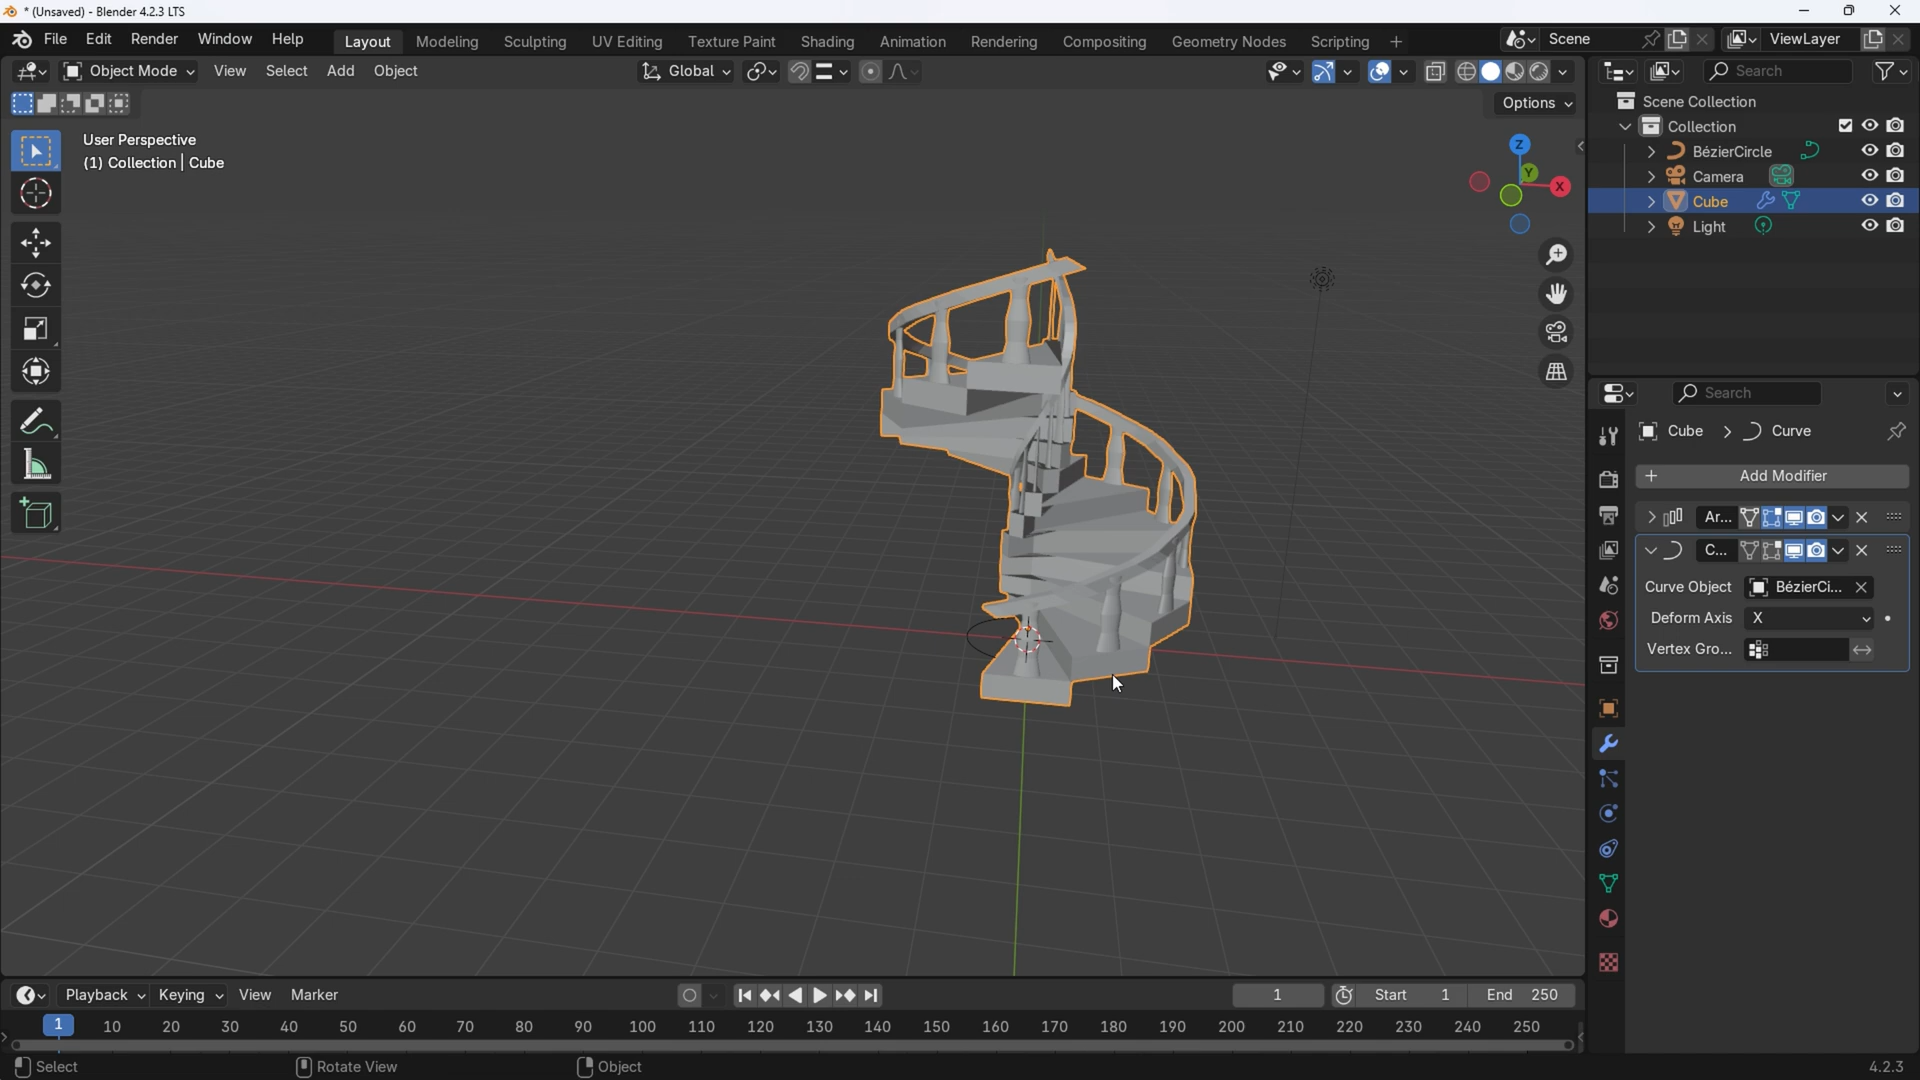 * (Unsaved) - Blender 4.2.3 LTS
File Edit Render Window Help Layout Modeling Sculpting UV Editing Texture Paint Shading Animation Rendering Compositing Geometry Nodes Scripting + Scene ViewLayer
Object Mode View Select Add Object Global Search
Options
User Perspective
(1) Collection | Cube
Z
Y
X
Scene Collection
Collection
BézierCircle
Camera
Cube
Light
Search
Cube > Curve
+ Add Modifier
Ar...
C...
Curve Object BézierCi...
Deform Axis X
Vertex Gro...
Playback Keying View Marker 1 Start 1 End 250
1 10 20 30 40 50 60 70 80 90 100 110 120 130 140 150 160 170 180 190 200 210 220 230 240 250
Select Rotate View Object 4.2.3